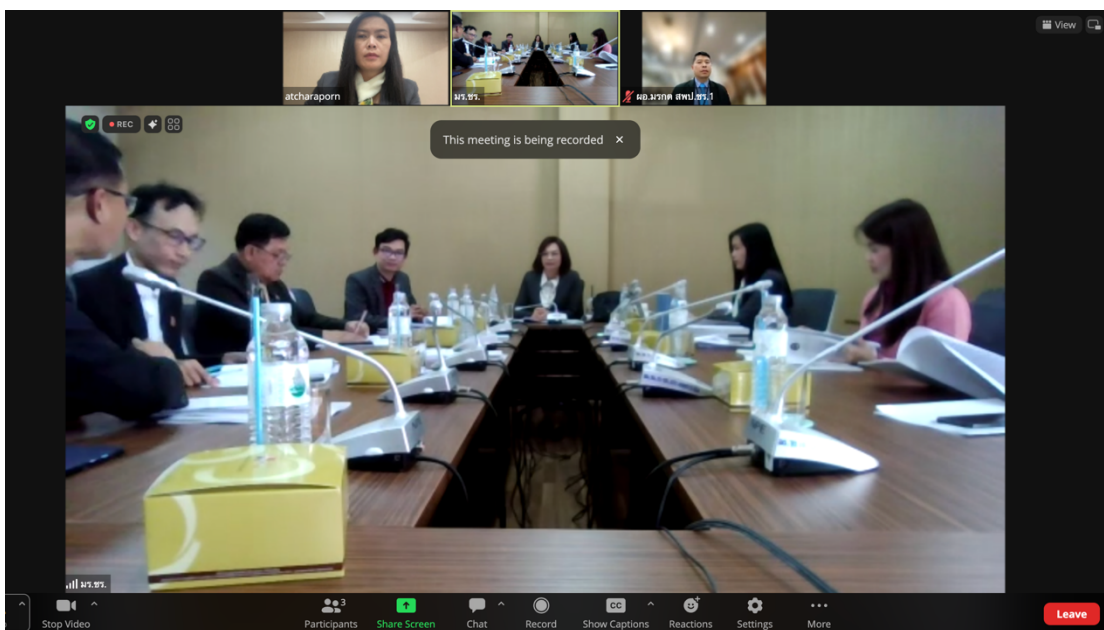 View
atcharaporn
มร.ชร.
ผอ.มรกต สพป.ชร.1
REC
This meeting is being recorded
มร.ชร.
3
Stop Video
Participants
Share Screen
Chat
Record
CC
Show Captions
Reactions
Settings
More
Leave